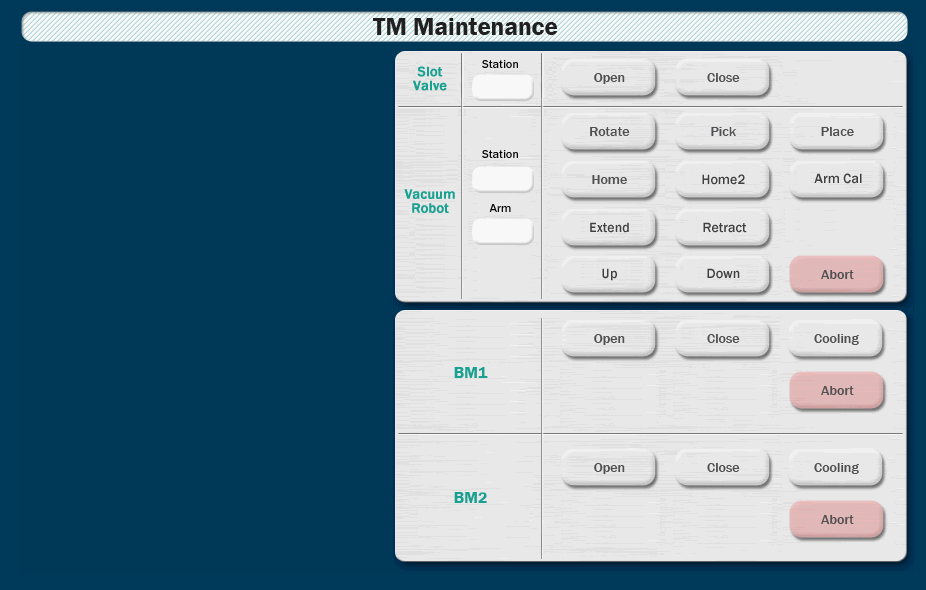 TM Maintenance
Slot
Valve
Station
Open
Close
Vacuum
Robot
Station
Arm
Rotate
Pick
Place
Home
Home2
Arm Cal
Extend
Retract
Up
Down
Abort
BM1
Open
Close
Cooling
Abort
BM2
Open
Close
Cooling
Abort